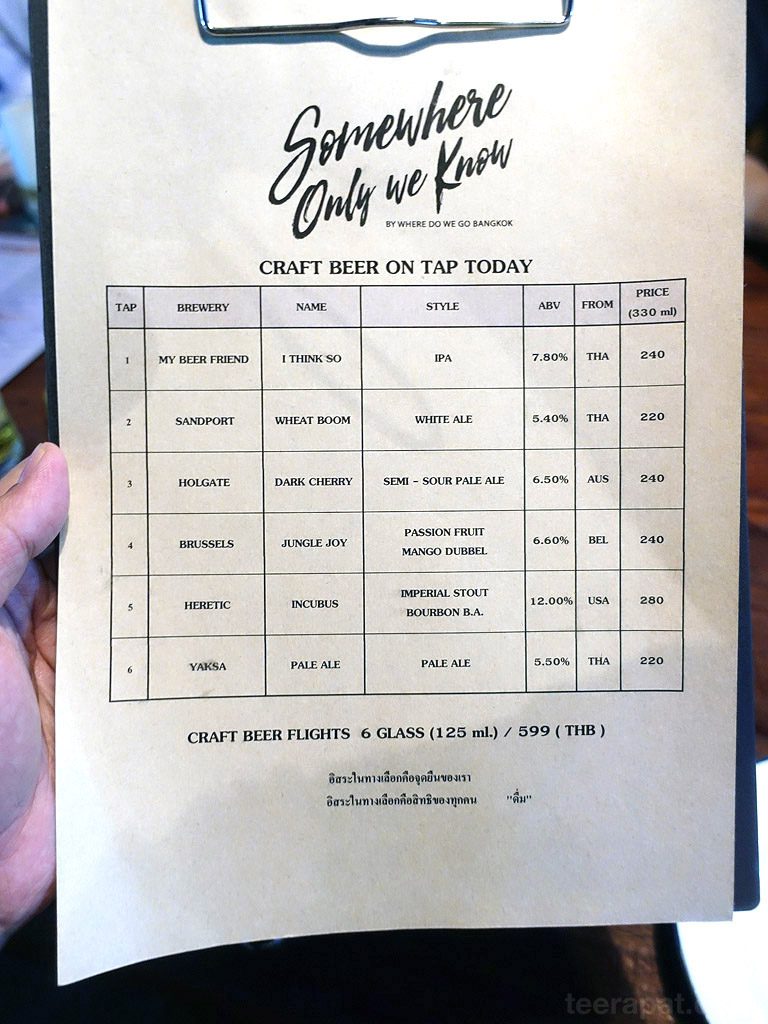 Somewhere
Only we Know
BY WHERE DO WE GO BANGKOK
CRAFT BEER ON TAP TODAY
TAP BREWERY NAME STYLE ABV FROM PRICE (330 ml)
1 MY BEER FRIEND I THINK SO IPA 7.80% THA 240
2 SANDPORT WHEAT BOOM WHITE ALE 5.40% THA 220
3 HOLGATE DARK CHERRY SEMI - SOUR PALE ALE 6.50% AUS 240
4 BRUSSELS JUNGLE JOY PASSION FRUIT MANGO DUBBEL 6.60% BEL 240
5 HERETIC INCUBUS IMPERIAL STOUT BOURBON B.A. 12.00% USA 280
6 YAKSA PALE ALE PALE ALE 5.50% THA 220
CRAFT BEER FLIGHTS 6 GLASS (125 ml.) / 599 ( THB )
อิสระในทางเลือกคือจุดยืนของเรา
อิสระในทางเลือกคือสิทธิของทุกคน "ดื่ม"